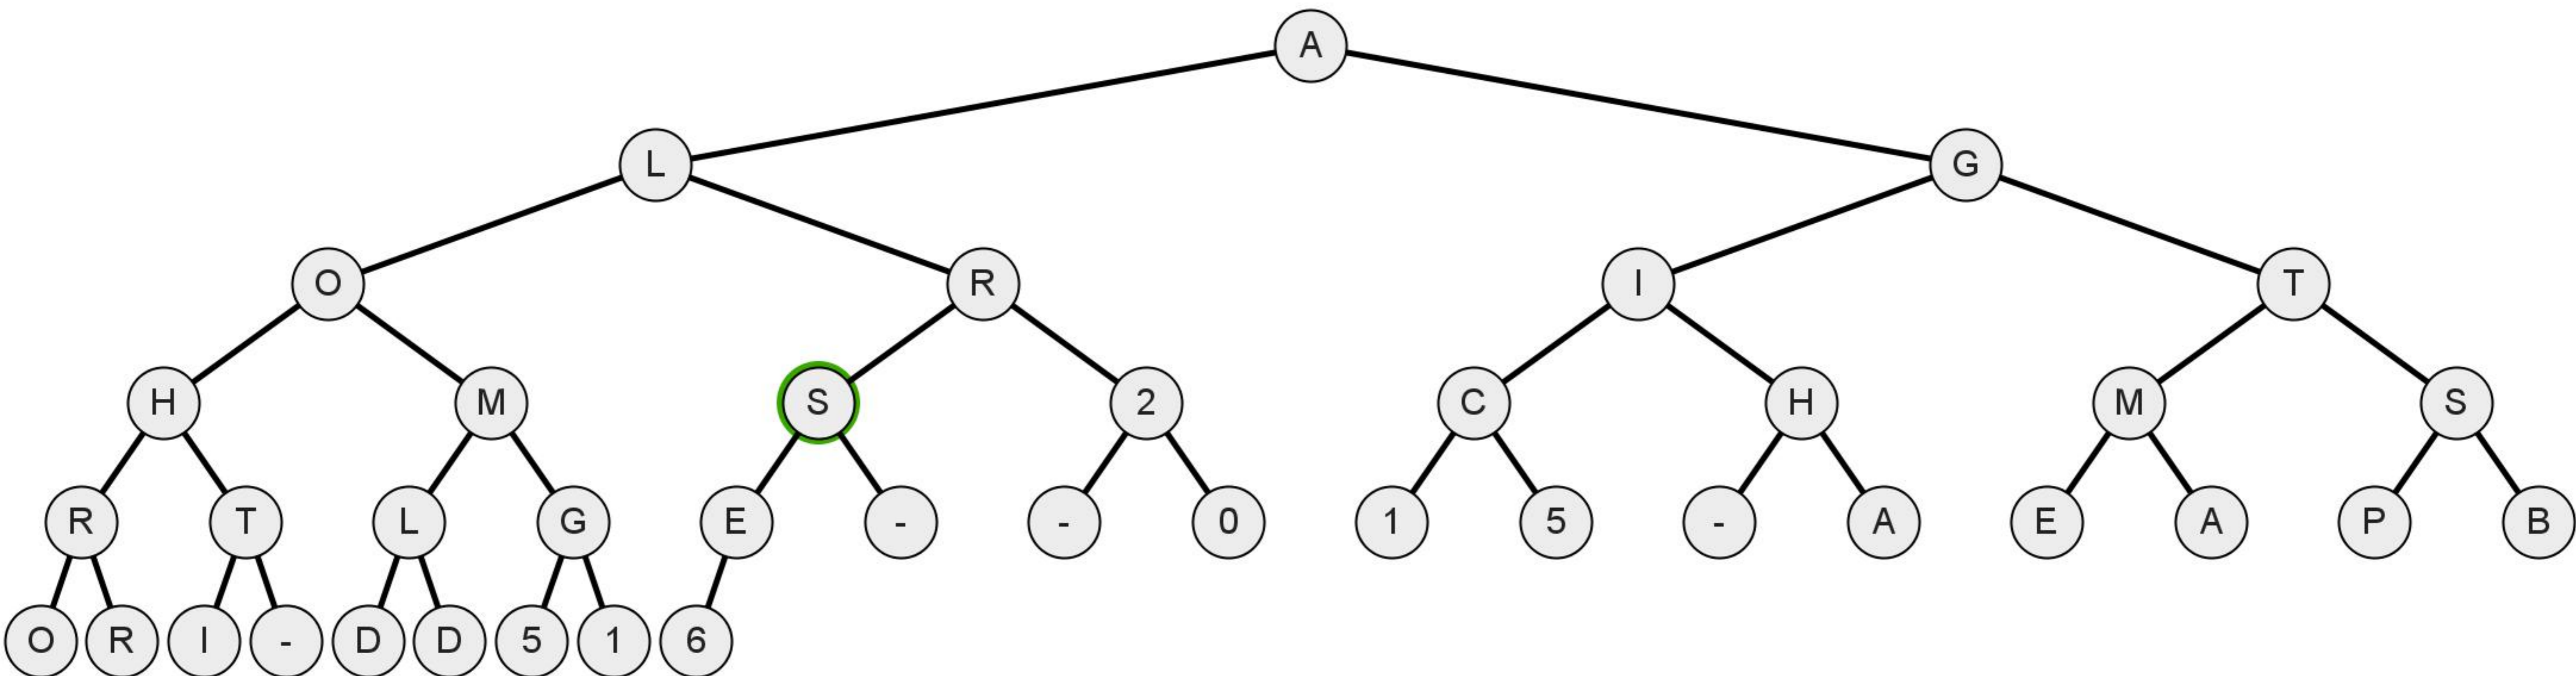 A
L G
O R I T
H M S 2 C H M S
R T L G E - - 0 1 5 - A E A P B
O R I - D D 5 1 6